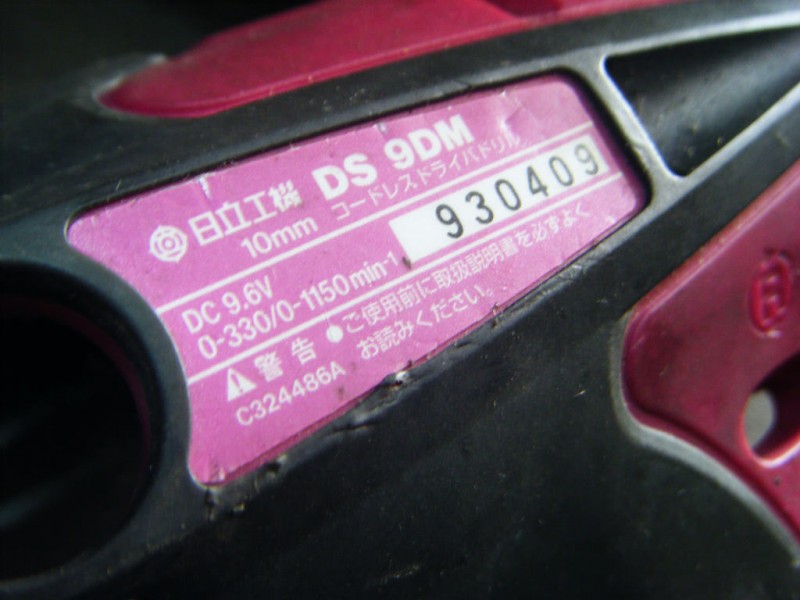 日立工機 DS 9DM
10mm コードレスドライバドリル
DC 9.6V
0-330/0-1150min-1 930409
警告 ●ご使用前に取扱説明書を必ずよく
お読みください。
C324486A
R